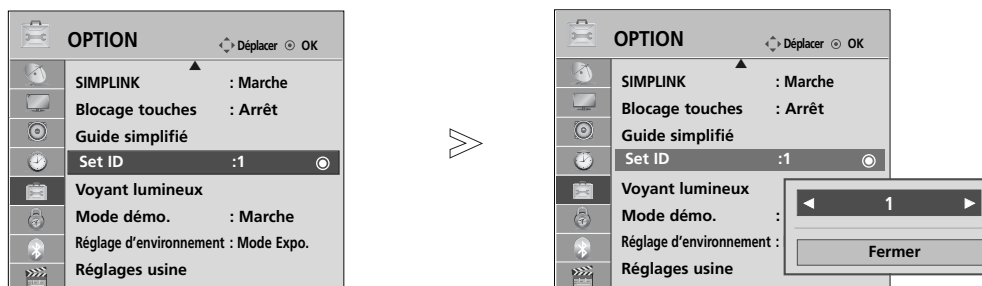 OPTION
Déplacer OK
SIMPLINK : Marche
Blocage touches : Arrêt
Guide simplifié
Set ID :1
Voyant lumineux
Mode démo. : Marche
Réglage d'environnement : Mode Expo.
Réglages usine
OPTION
Déplacer OK
SIMPLINK : Marche
Blocage touches : Arrêt
Guide simplifié
Set ID :1
Voyant lumineux
Mode démo. :
Réglage d'environnement :
Réglages usine
1
Fermer